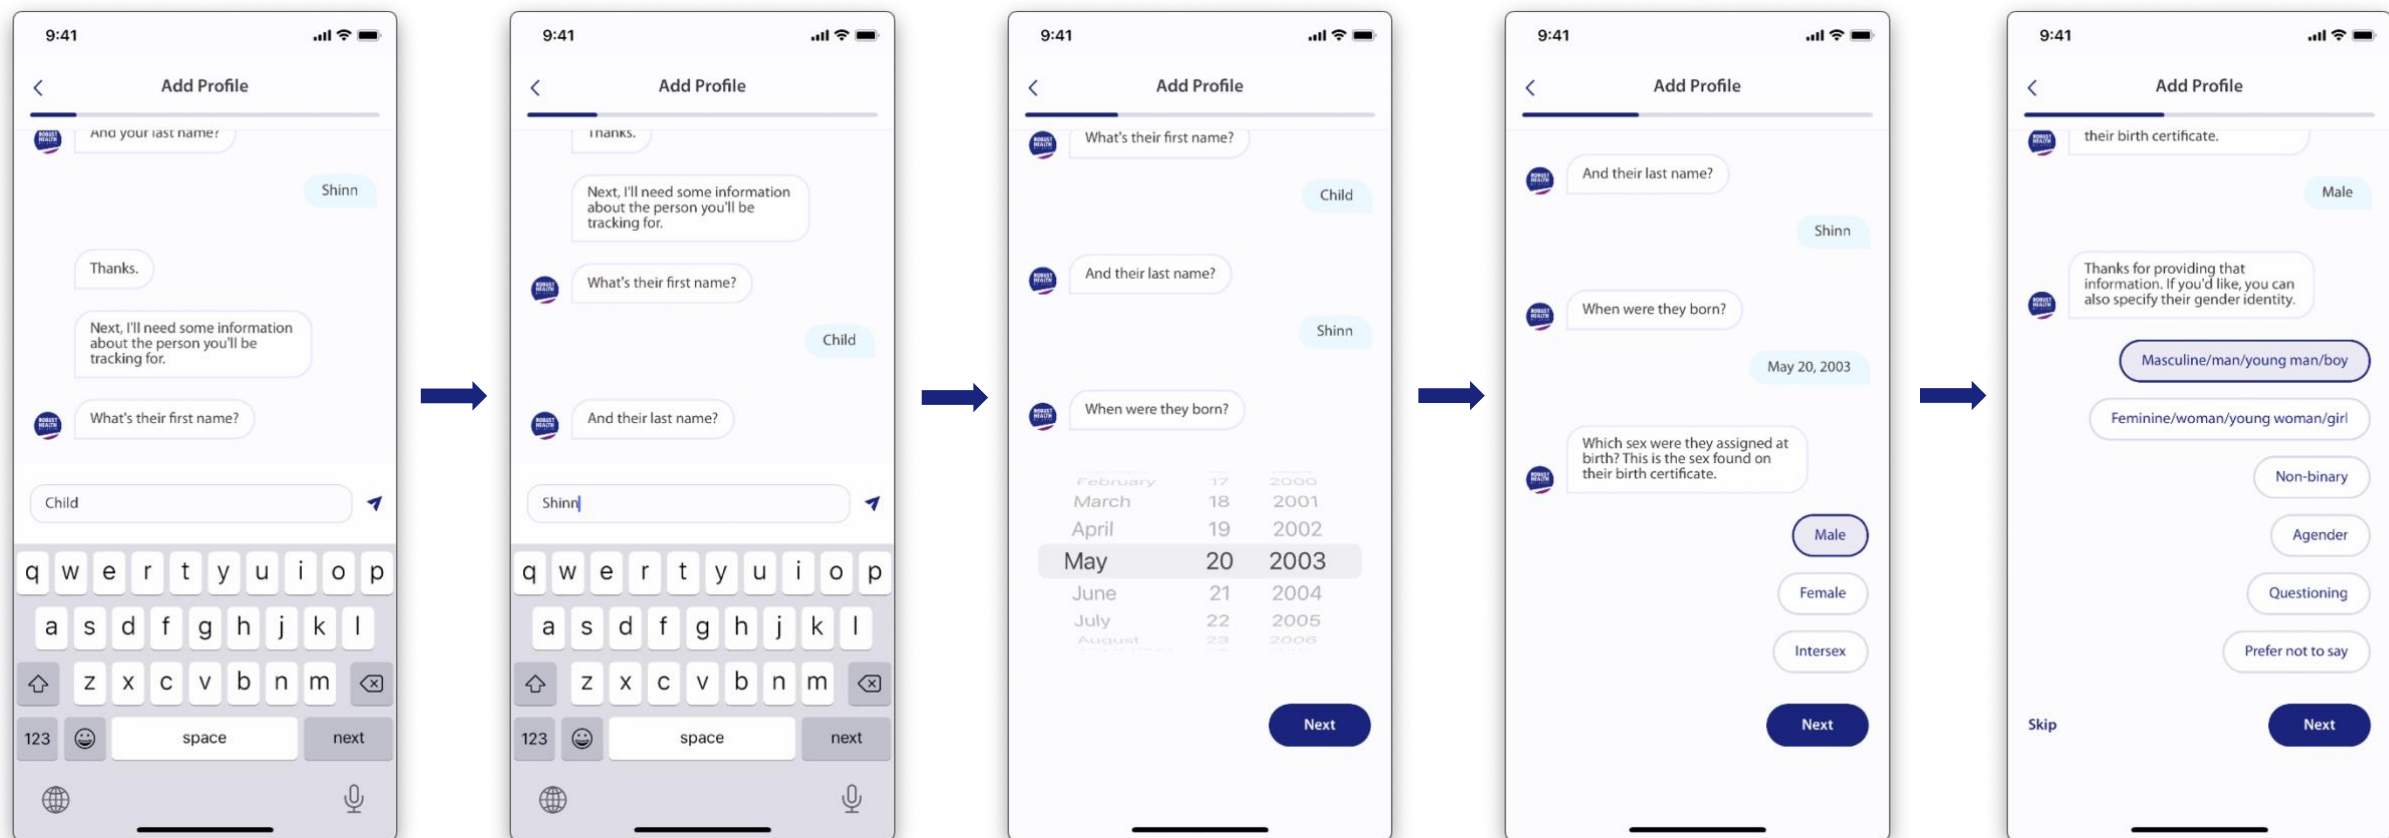 9:41
Add Profile
And your last name?
Shinn
Thanks.
Next, I'll need some information
about the person you'll be
tracking for.
What's their first name?
Child
q w e r t y u i o p
a s d f g h j k l
z x c v b n m
123 space next
9:41
Add Profile
Thanks.
Next, I'll need some information
about the person you'll be
tracking for.
What's their first name?
Child
And their last name?
Shinn
q w e r t y u i o p
a s d f g h j k l
z x c v b n m
123 space next
9:41
Add Profile
What's their first name?
Child
And their last name?
Shinn
When were they born?
February 17 2000
March 18 2001
April 19 2002
May 20 2003
June 21 2004
July 22 2005
August 23 2006
Next
9:41
Add Profile
And their last name?
Shinn
When were they born?
May 20, 2003
Which sex were they assigned at
birth? This is the sex found on
their birth certificate.
Male
Female
Intersex
Next
9:41
Add Profile
their birth certificate.
Male
Thanks for providing that
information. If you'd like, you can
also specify their gender identity.
Masculine/man/young man/boy
Feminine/woman/young woman/girl
Non-binary
Agender
Questioning
Prefer not to say
Skip Next